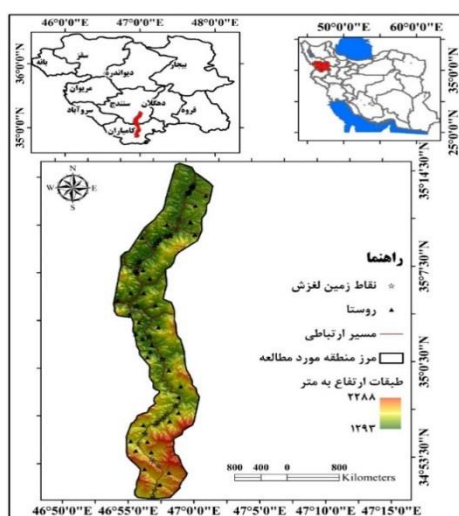 46°0'0"E 47°0'0"E 48°0'0"E
36°0'0"N
35°0'0"N
بانه
سقز
دیواندره
بیجار
مریوان
سنندج
دهگلان
قروه
سروآباد
کامیاران
50°0'0"E 60°0'0"E
35°0'0"N
25°0'0"N
N
W E
S
35°14'30"N
35°7'30"N
35°0'30"N
34°53'30"N
راهنما
نقاط زمین لغزش
روستا
مسیر ارتباطی
مرز منطقه مورد مطالعه
طبقات ارتفاع به متر
۲۲۸۸
۱۲۹۳
800 400 0 800
Kilometers
46°50'0"E 46°55'0"E 47°0'0"E 47°5'0"E 47°10'0"E 47°15'0"E